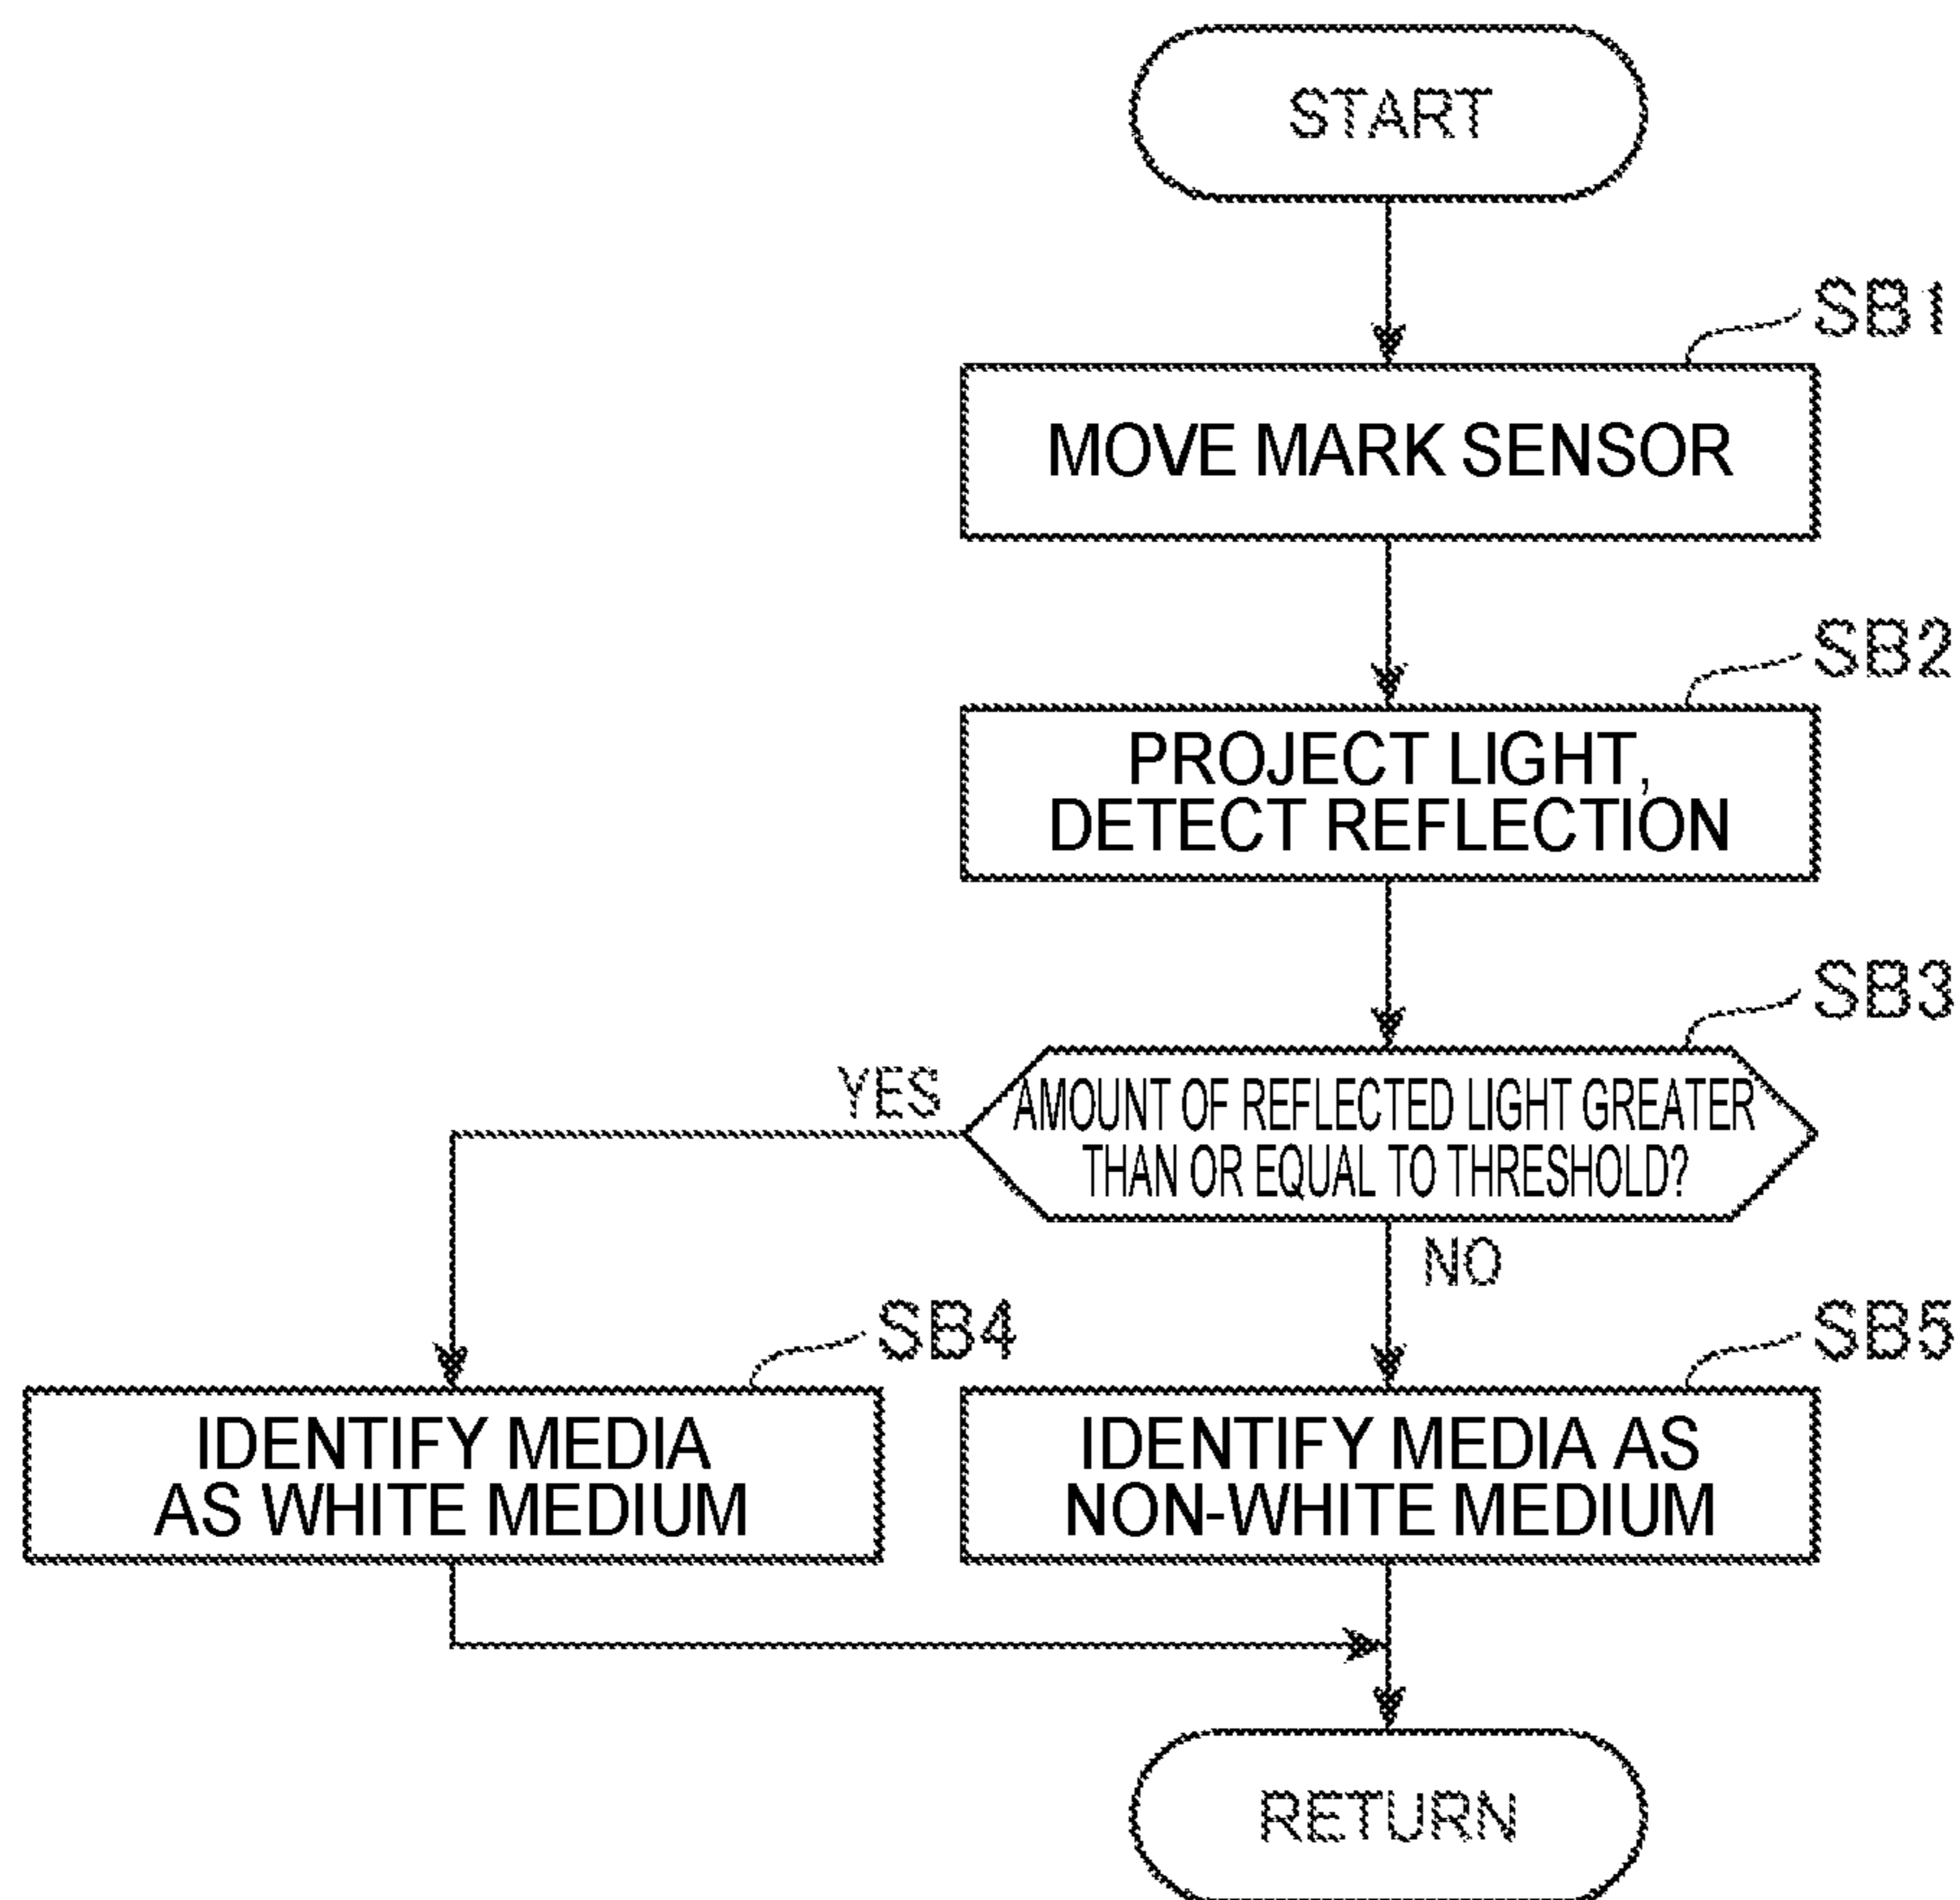 START
SB1
MOVE MARK SENSOR
SB2
PROJECT LIGHT,
DETECT REFLECTION
SB3
YES
AMOUNT OF REFLECTED LIGHT GREATER
THAN OR EQUAL TO THRESHOLD?
NO
SB4
SB5
IDENTIFY MEDIA
AS WHITE MEDIUM
IDENTIFY MEDIA AS
NON-WHITE MEDIUM
RETURN